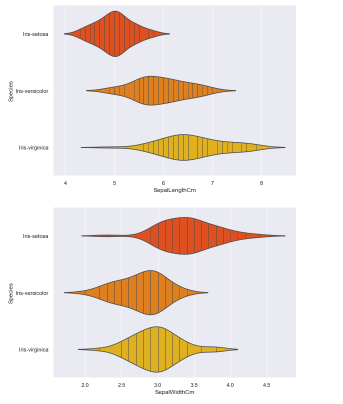 Iris-setosa
Iris-versicolor
Iris-virginica
Species
4 5 6 7 8
SepalLengthCm
Iris-setosa
Iris-versicolor
Iris-virginica
Species
2.0 2.5 3.0 3.5 4.0 4.5
SepalWidthCm